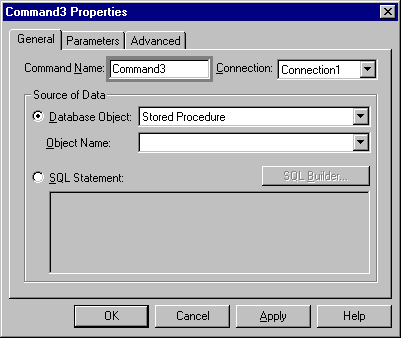 Command3 Properties
General Parameters Advanced
Command Name: Command3 Connection: Connection1
Source of Data
Database Object: Stored Procedure
Object Name:
SQL Statement: SQL Builder...
OK Cancel Apply Help